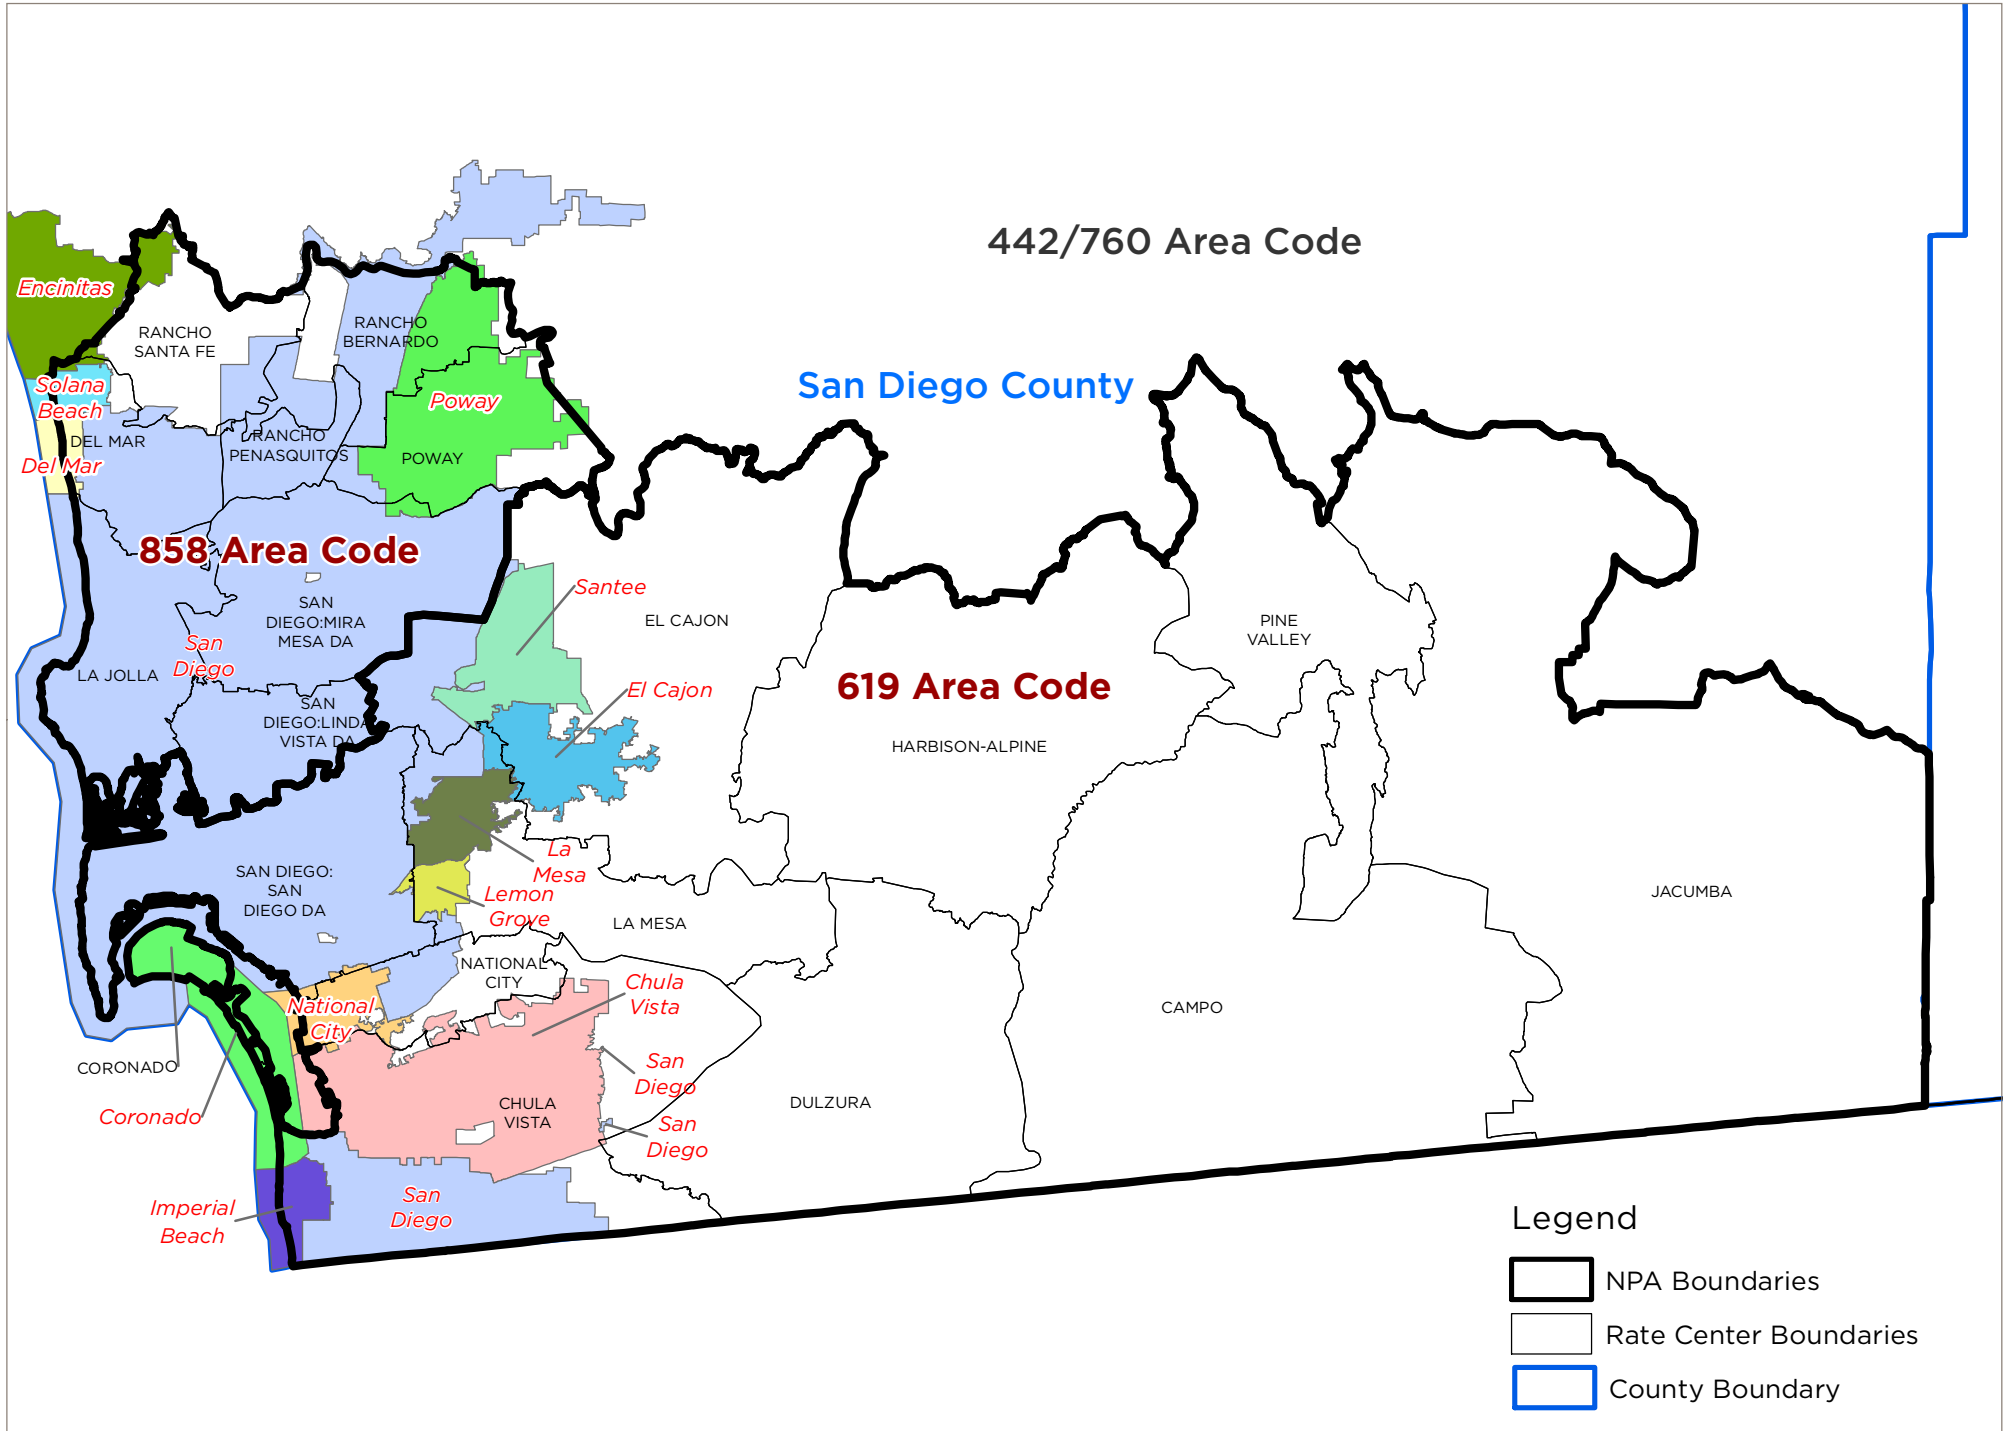 442/760 Area Code
Encinitas
RANCHO
SANTA FE
RANCHO
BERNARDO
San Diego County
Solana
Beach
Poway
DEL MAR
RANCHO
PENASQUITOS
POWAY
Del Mar
858 Area Code
Santee
SAN
DIEGO:MIRA
MESA DA
EL CAJON
PINE
VALLEY
San
Diego
LA JOLLA
El Cajon
619 Area Code
SAN
DIEGO:LINDA
VISTA DA
HARBISON-ALPINE
La
Mesa
SAN DIEGO:
SAN
DIEGO DA
Lemon
Grove
JACUMBA
LA MESA
NATIONAL
CITY
Chula
Vista
National
City
CAMPO
CORONADO
San
Diego
Coronado
CHULA
VISTA
DULZURA
San
Diego
Imperial
Beach
San
Diego
Legend
NPA Boundaries
Rate Center Boundaries
County Boundary